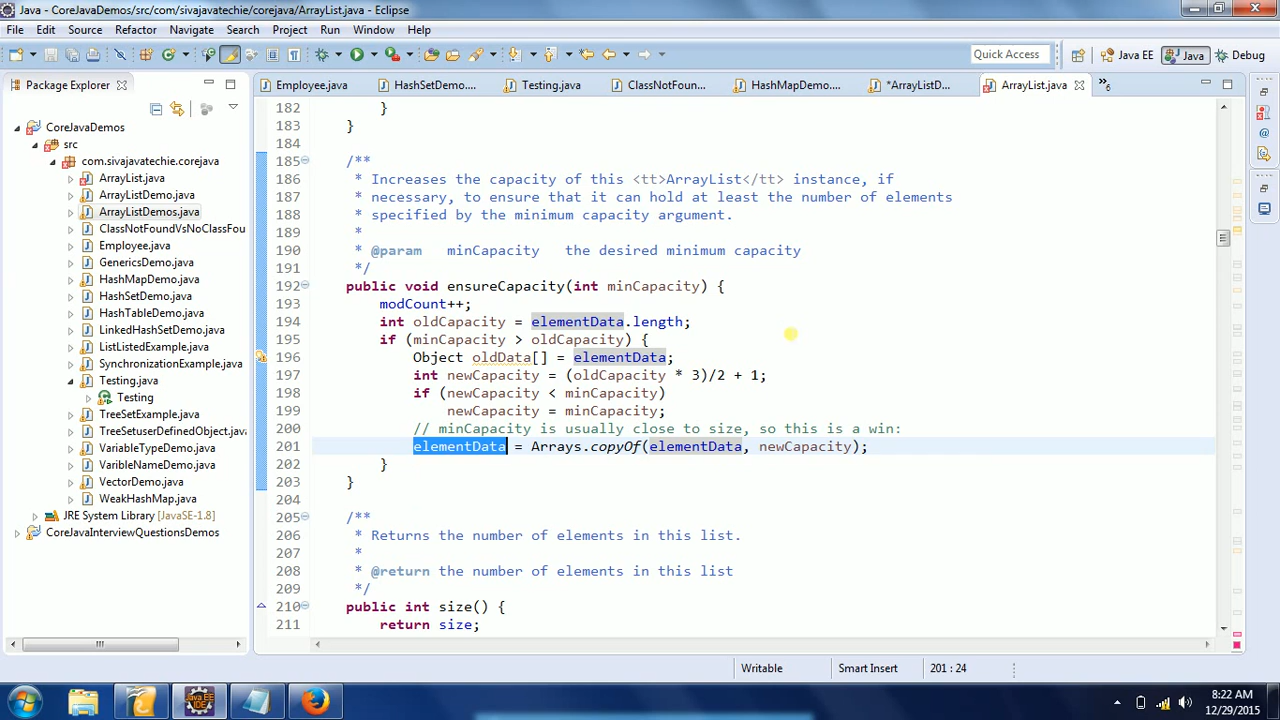 Java - CoreJavaDemos/src/com/sivajavatechie/corejava/ArrayList.java - Eclipse
File Edit Source Refactor Navigate Search Project Run Window Help
Quick Access Java EE Java Debug
Package Explorer
Employee.java HashSetDemo.... Testing.java ClassNotFoun... HashMapDemo.... *ArrayListD... ArrayList.java »6
CoreJavaDemos
src
com.sivajavatechie.corejava
ArrayList.java
ArrayListDemo.java
ArrayListDemos.java
ClassNotFoundVsNoClassFou
Employee.java
GenericsDemo.java
HashMapDemo.java
HashSetDemo.java
HashTableDemo.java
LinkedHashSetDemo.java
ListListedExample.java
SynchronizationExample.java
Testing.java
Testing
TreeSetExample.java
TreeSetuserDefinedObject.java
VariableTypeDemo.java
VaribleNameDemo.java
VectorDemo.java
WeakHashMap.java
JRE System Library [JavaSE-1.8]
CoreJavaInterviewQuestionsDemos
182 }
183 }
184
185 /**
186 * Increases the capacity of this <tt>ArrayList</tt> instance, if
187 * necessary, to ensure that it can hold at least the number of elements
188 * specified by the minimum capacity argument.
189 *
190 * @param minCapacity the desired minimum capacity
191 */
192 public void ensureCapacity(int minCapacity) {
193 modCount++;
194 int oldCapacity = elementData.length;
195 if (minCapacity > oldCapacity) {
196 Object oldData[] = elementData;
197 int newCapacity = (oldCapacity * 3)/2 + 1;
198 if (newCapacity < minCapacity)
199 newCapacity = minCapacity;
200 // minCapacity is usually close to size, so this is a win:
201 elementData = Arrays.copyOf(elementData, newCapacity);
202 }
203 }
204
205 /**
206 * Returns the number of elements in this list.
207 *
208 * @return the number of elements in this list
209 */
210 public int size() {
211 return size;
Writable Smart Insert 201 : 24
Java EE IDE
8:22 AM
12/29/2015